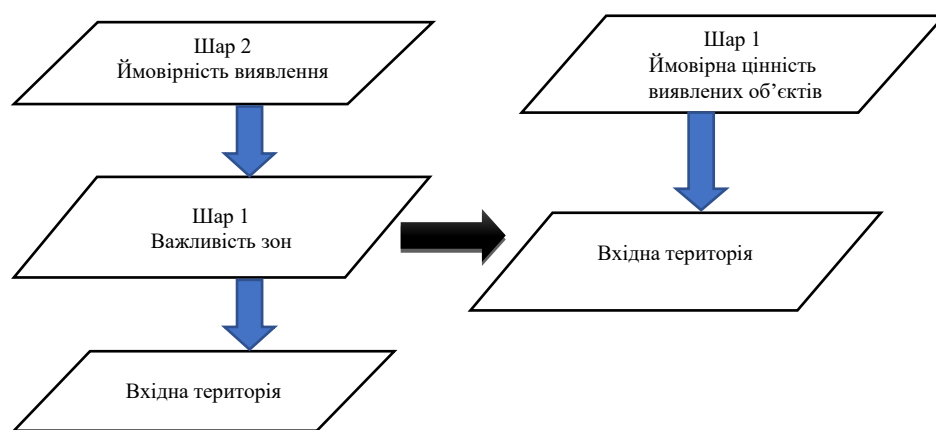 Шар 2
Ймовірність виявлення
Шар 1
Важливість зон
Вхідна територія
Шар 1
Ймовірна цінність
виявлених об’єктів
Вхідна територія